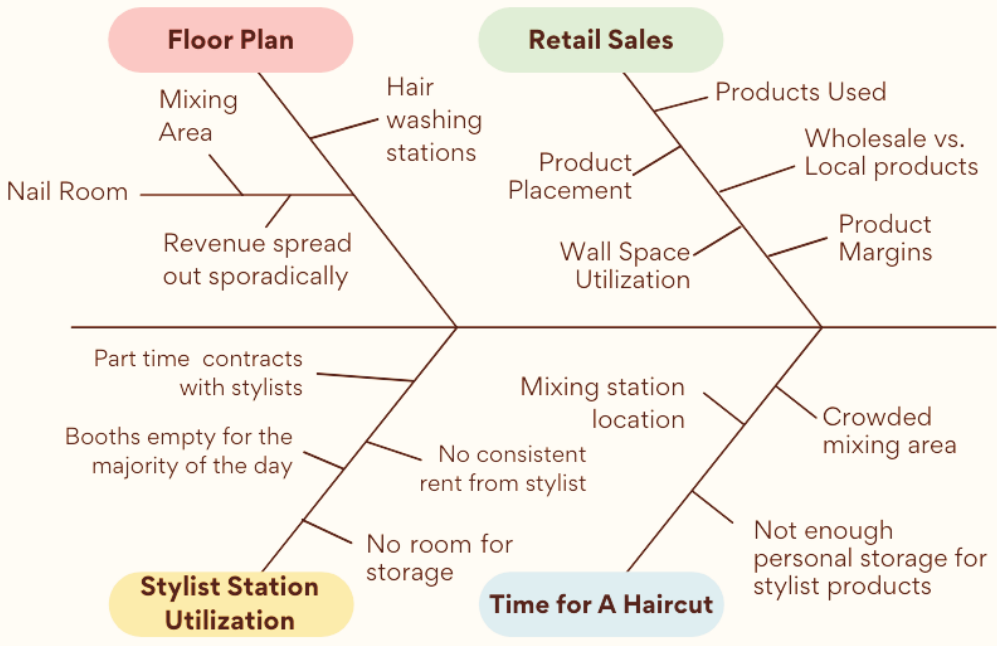 Floor Plan
Retail Sales
Mixing
Area
Hair
washing
stations
Nail Room
Revenue spread
out sporadically
Products Used
Product
Placement
Wholesale vs.
Local products
Wall Space
Utilization
Product
Margins
Part time contracts
with stylists
Booths empty for the
majority of the day
No consistent
rent from stylist
No room for
storage
Mixing station
location
Crowded
mixing area
Not enough
personal storage for
stylist products
Stylist Station
Utilization
Time for A Haircut